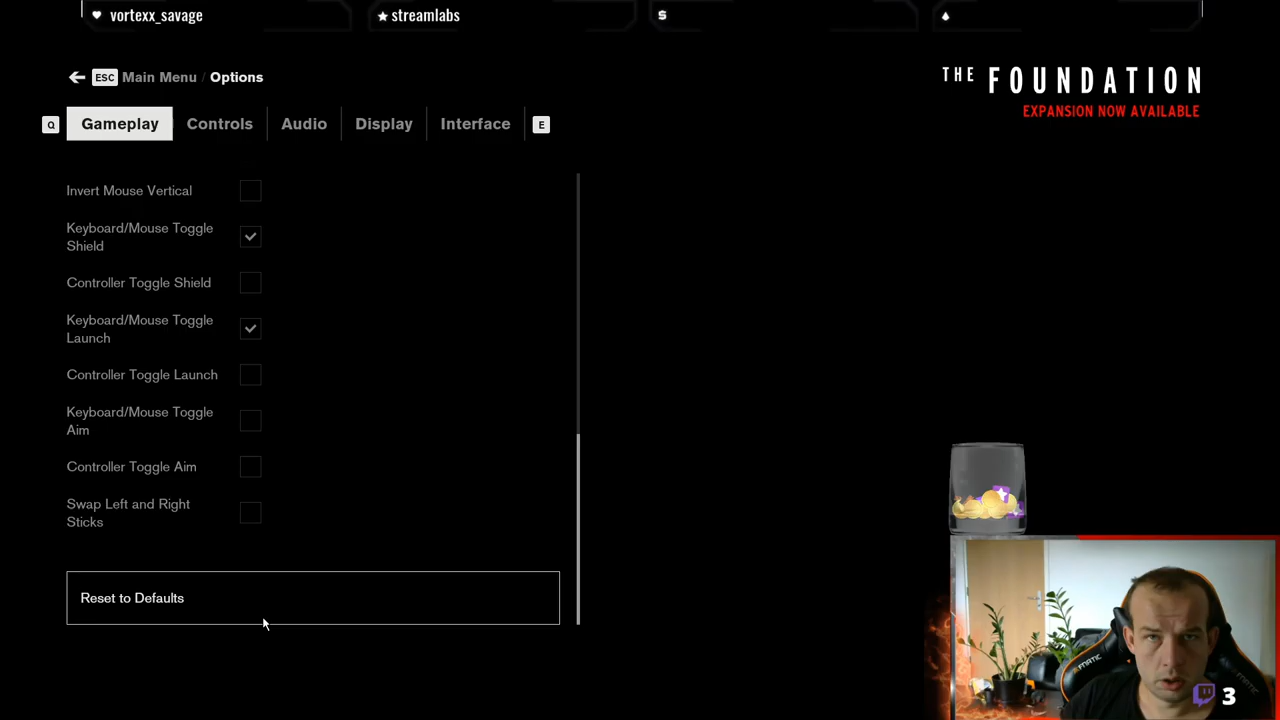 vortexx_savage
streamlabs
ESC Main Menu / Options
THE FOUNDATION
EXPANSION NOW AVAILABLE
Q Gameplay Controls Audio Display Interface E
Invert Mouse Vertical
Keyboard/Mouse Toggle
Shield
Controller Toggle Shield
Keyboard/Mouse Toggle
Launch
Controller Toggle Launch
Keyboard/Mouse Toggle
Aim
Controller Toggle Aim
Swap Left and Right
Sticks
Reset to Defaults
3